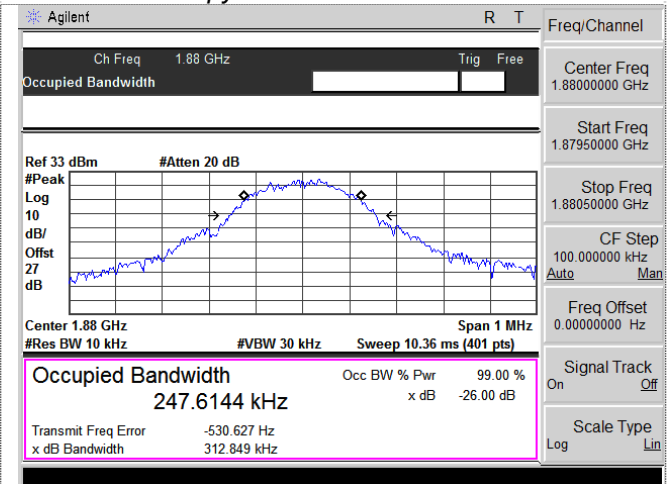 Agilent R T
Freq/Channel
Ch Freq 1.88 GHz Trig Free
Occupied Bandwidth
Center Freq
1.88000000 GHz
Start Freq
1.87950000 GHz
Stop Freq
1.88050000 GHz
CF Step
100.000000 kHz
Auto Man
Freq Offset
0.00000000 Hz
Signal Track
On Off
Scale Type
Log Lin
Ref 33 dBm #Atten 20 dB
#Peak
Log
10
dB/
Offst
27
dB
Center 1.88 GHz Span 1 MHz
#Res BW 10 kHz #VBW 30 kHz Sweep 10.36 ms (401 pts)
Occupied Bandwidth Occ BW % Pwr 99.00 %
247.6144 kHz x dB -26.00 dB
Transmit Freq Error -530.627 Hz
x dB Bandwidth 312.849 kHz